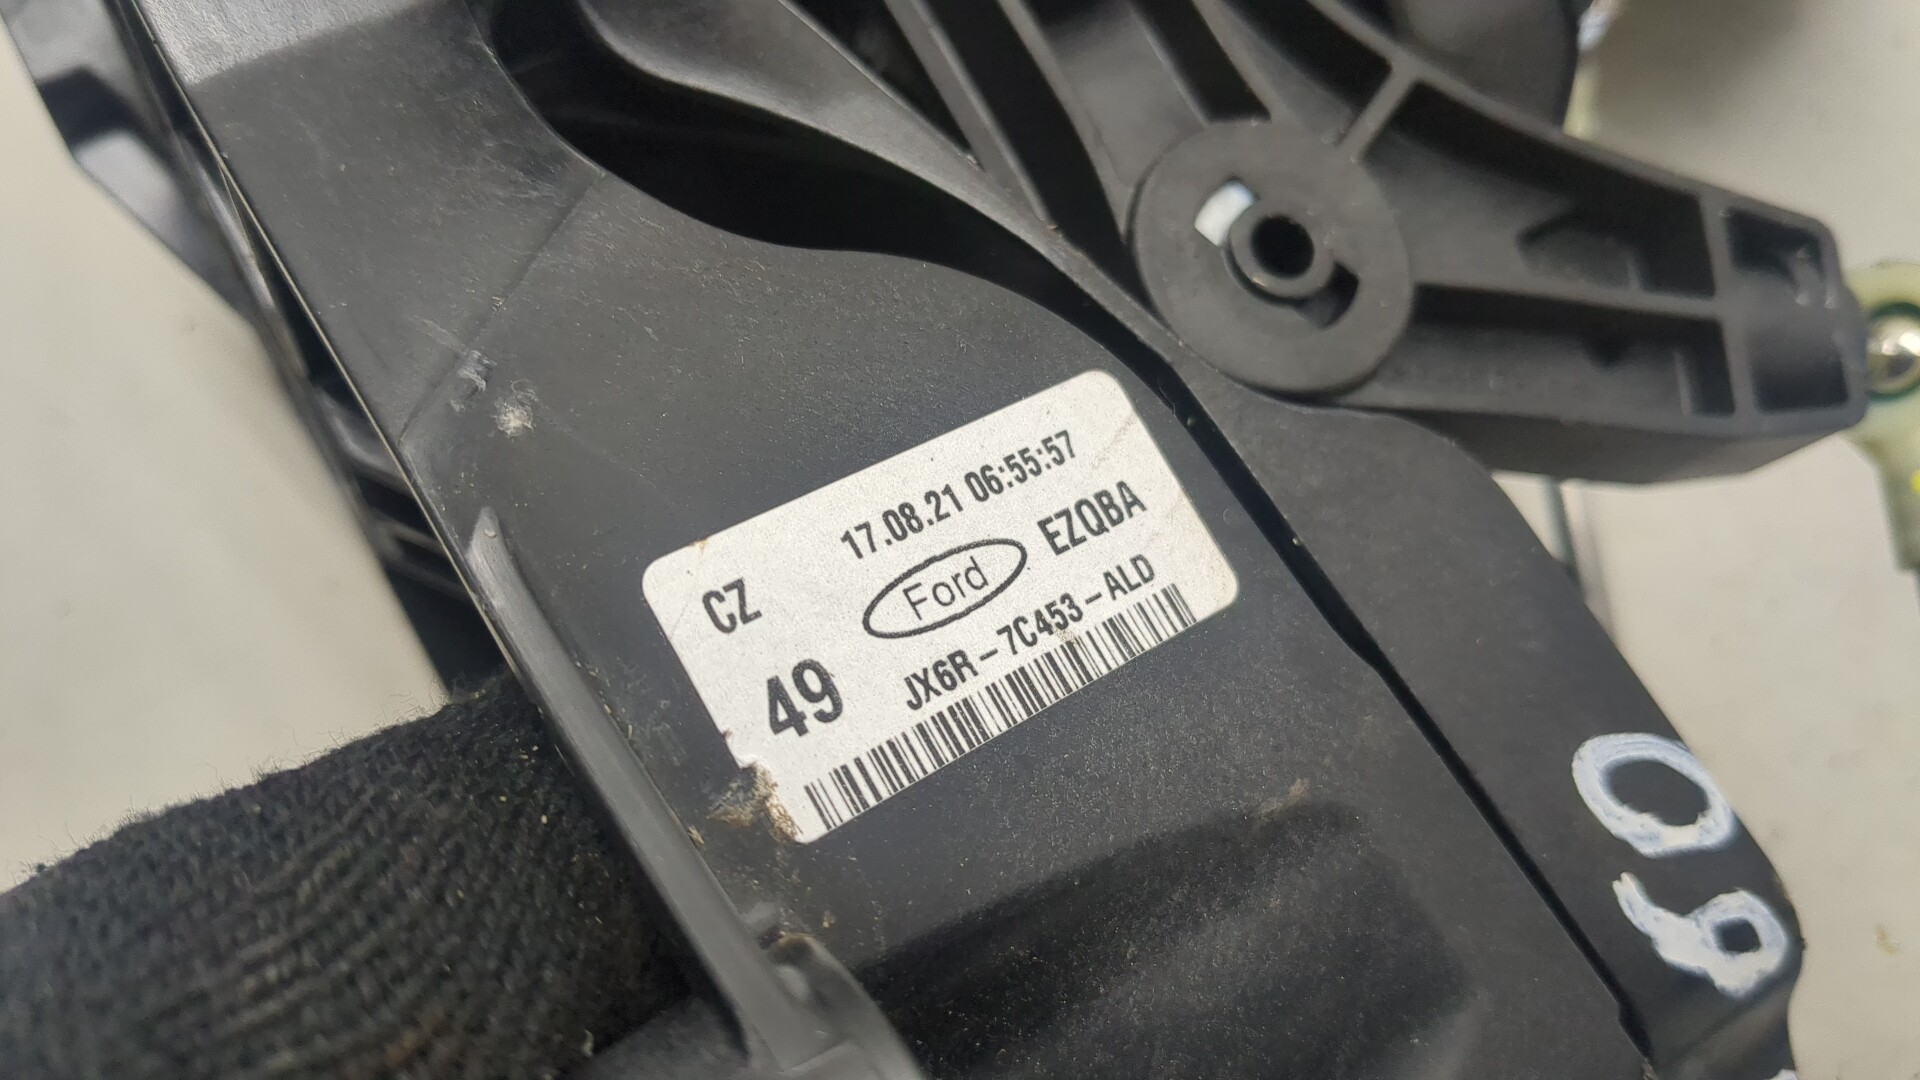 17.08.21 06:55:57
CZ Ford EZQBA
49 JX6R-7C453-ALD
09